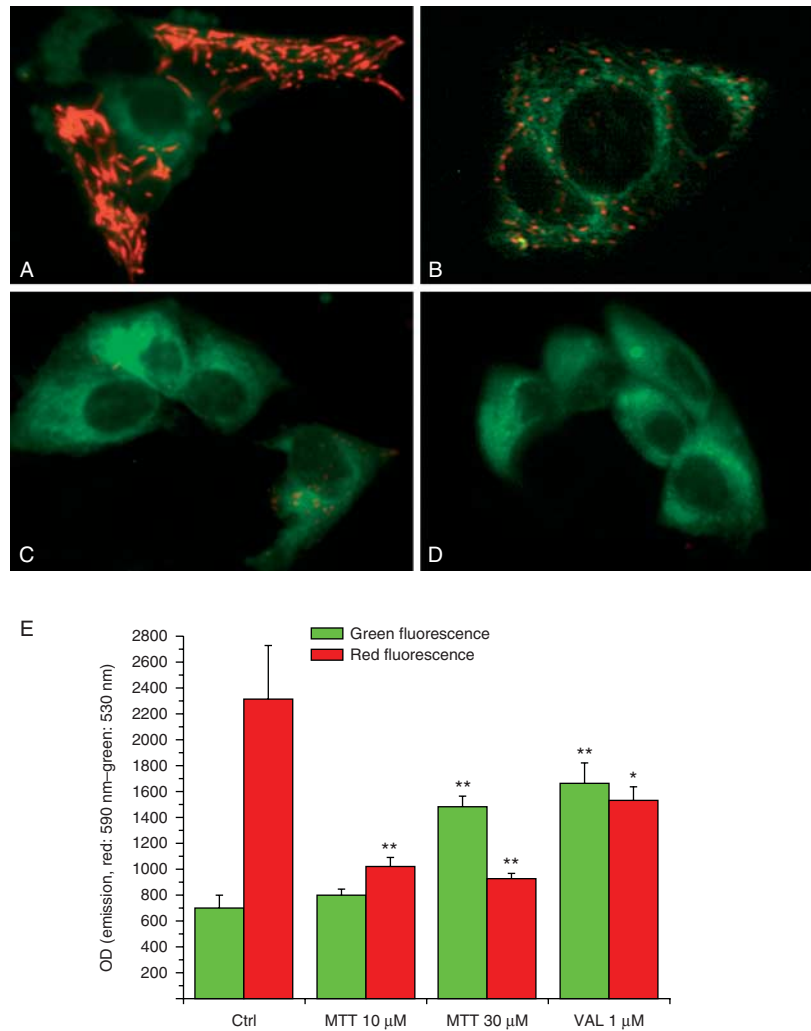 A
B
C
D
E
Green fluorescence
Red fluorescence
OD (emission, red: 590 nm–green: 530 nm)
2800
2600
2400
2200
2000
1800
1600
1400
1200
1000
800
600
400
200
**
**
**
**
*
Ctrl
MTT 10 μM
MTT 30 μM
VAL 1 μM